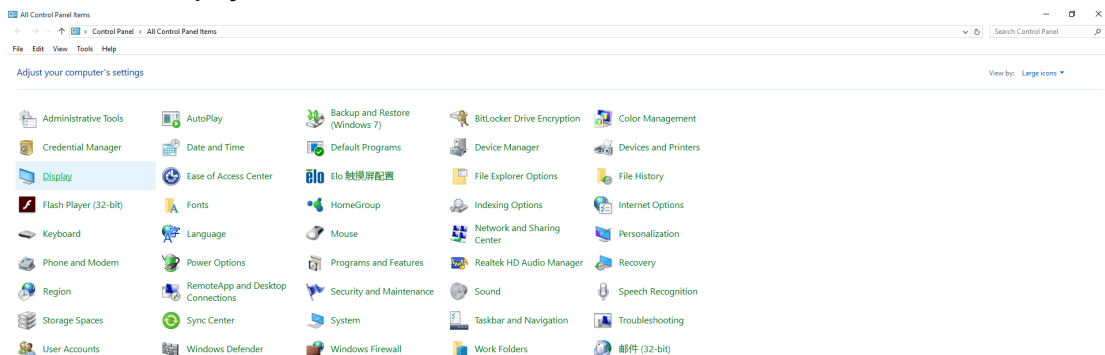 All Control Panel Items
Control Panel > All Control Panel Items
Search Control Panel
File Edit View Tools Help
Adjust your computer's settings
View by: Large icons
Administrative Tools
AutoPlay
Backup and Restore
(Windows 7)
BitLocker Drive Encryption
Color Management
Credential Manager
Date and Time
Default Programs
Device Manager
Devices and Printers
Display
Ease of Access Center
elo
Elo 触摸屏配置
File Explorer Options
File History
Flash Player (32-bit)
Fonts
HomeGroup
Indexing Options
Internet Options
Keyboard
Language
Mouse
Network and Sharing
Center
Personalization
Phone and Modem
Power Options
Programs and Features
Realtek HD Audio Manager
Recovery
Region
RemoteApp and Desktop
Connections
Security and Maintenance
Sound
Speech Recognition
Storage Spaces
Sync Center
System
Taskbar and Navigation
Troubleshooting
User Accounts
Windows Defender
Windows Firewall
Work Folders
邮件 (32-bit)